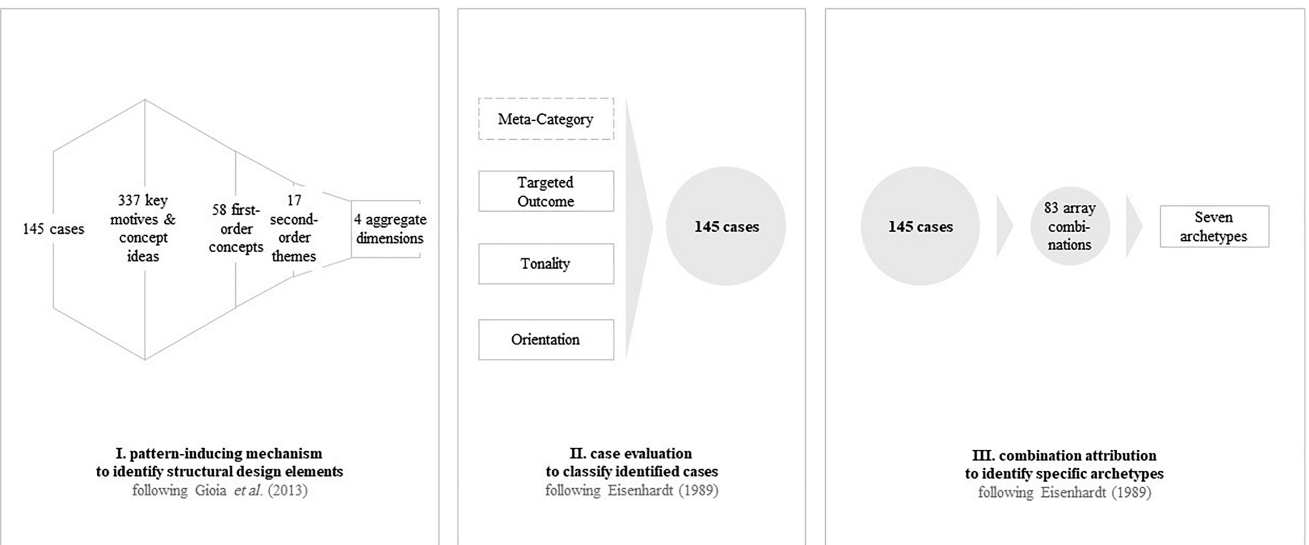 145 cases
337 key
motives &
concept
ideas
58 first-
order
concepts
17
second-
order
themes
4 aggregate
dimensions
I. pattern-inducing mechanism
to identify structural design elements
following Gioia et al. (2013)
Meta-Category
Targeted
Outcome
Tonality
Orientation
145 cases
II. case evaluation
to classify identified cases
following Eisenhardt (1989)
145 cases
83 array
combi-
nations
Seven
archetypes
III. combination attribution
to identify specific archetypes
following Eisenhardt (1989)